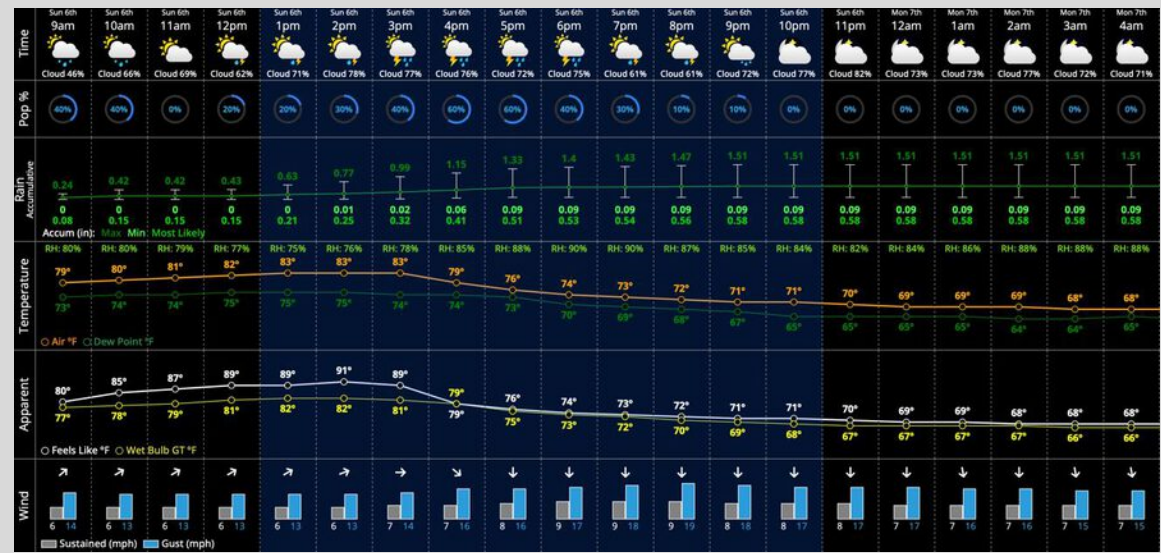 Time
Sun 6th Sun 6th Sun 6th Sun 6th Sun 6th Sun 6th Sun 6th Sun 6th Sun 6th Sun 6th Sun 6th Sun 6th Sun 6th Sun 6th Sun 6th Mon 7th Mon 7th Mon 7th Mon 7th Mon 7th
9am 10am 11am 12pm 1pm 2pm 3pm 4pm 5pm 6pm 7pm 8pm 9pm 10pm 11pm 12am 1am 2am 3am 4am
Cloud 46% Cloud 66% Cloud 69% Cloud 62% Cloud 71% Cloud 78% Cloud 77% Cloud 76% Cloud 72% Cloud 75% Cloud 61% Cloud 61% Cloud 72% Cloud 77% Cloud 82% Cloud 73% Cloud 73% Cloud 77% Cloud 72% Cloud 71%
Pop %
40% 40% 0% 20% 20% 30% 40% 60% 60% 40% 30% 10% 10% 0% 0% 0% 0% 0% 0% 0%
Rain
Accumulative
0.24 0.42 0.42 0.43 0.63 0.77 0.99 1.15 1.33 1.4 1.43 1.47 1.51 1.51 1.51 1.51 1.51 1.51 1.51 1.51
0 0 0 0 0 0.01 0.02 0.06 0.09 0.09 0.09 0.09 0.09 0.09 0.09 0.09 0.09 0.09 0.09 0.09
0.08 0.15 0.15 0.15 0.21 0.25 0.32 0.41 0.51 0.53 0.54 0.56 0.58 0.58 0.58 0.58 0.58 0.58 0.58 0.58
Accum (in): Max Min Most Likely
Temperature
RH: 80% RH: 80% RH: 79% RH: 77% RH: 75% RH: 76% RH: 78% RH: 85% RH: 88% RH: 90% RH: 90% RH: 87% RH: 85% RH: 84% RH: 82% RH: 84% RH: 86% RH: 88% RH: 88% RH: 88%
79° 80° 81° 82° 83° 83° 83° 79° 76° 74° 73° 72° 71° 71° 70° 69° 69° 69° 68° 68°
73° 74° 74° 75° 75° 75° 74° 74° 73° 70° 69° 68° 67° 65° 65° 65° 65° 64° 64° 65°
Air °F Dew Point °F
Apparent
80° 85° 87° 89° 89° 91° 89° 79° 76° 74° 73° 72° 71° 71° 70° 69° 69° 68° 68° 68°
77° 78° 79° 81° 82° 82° 81° 79° 75° 73° 72° 70° 69° 68° 67° 67° 67° 67° 66° 66°
Feels Like °F Wet Bulb GT °F
Wind
6 14 6 13 6 13 6 13 6 13 6 13 7 14 7 16 8 16 9 17 9 18 9 19 8 18 9 17 8 17 7 17 7 16 7 16 7 15 7 15
Sustained (mph) Gust (mph)